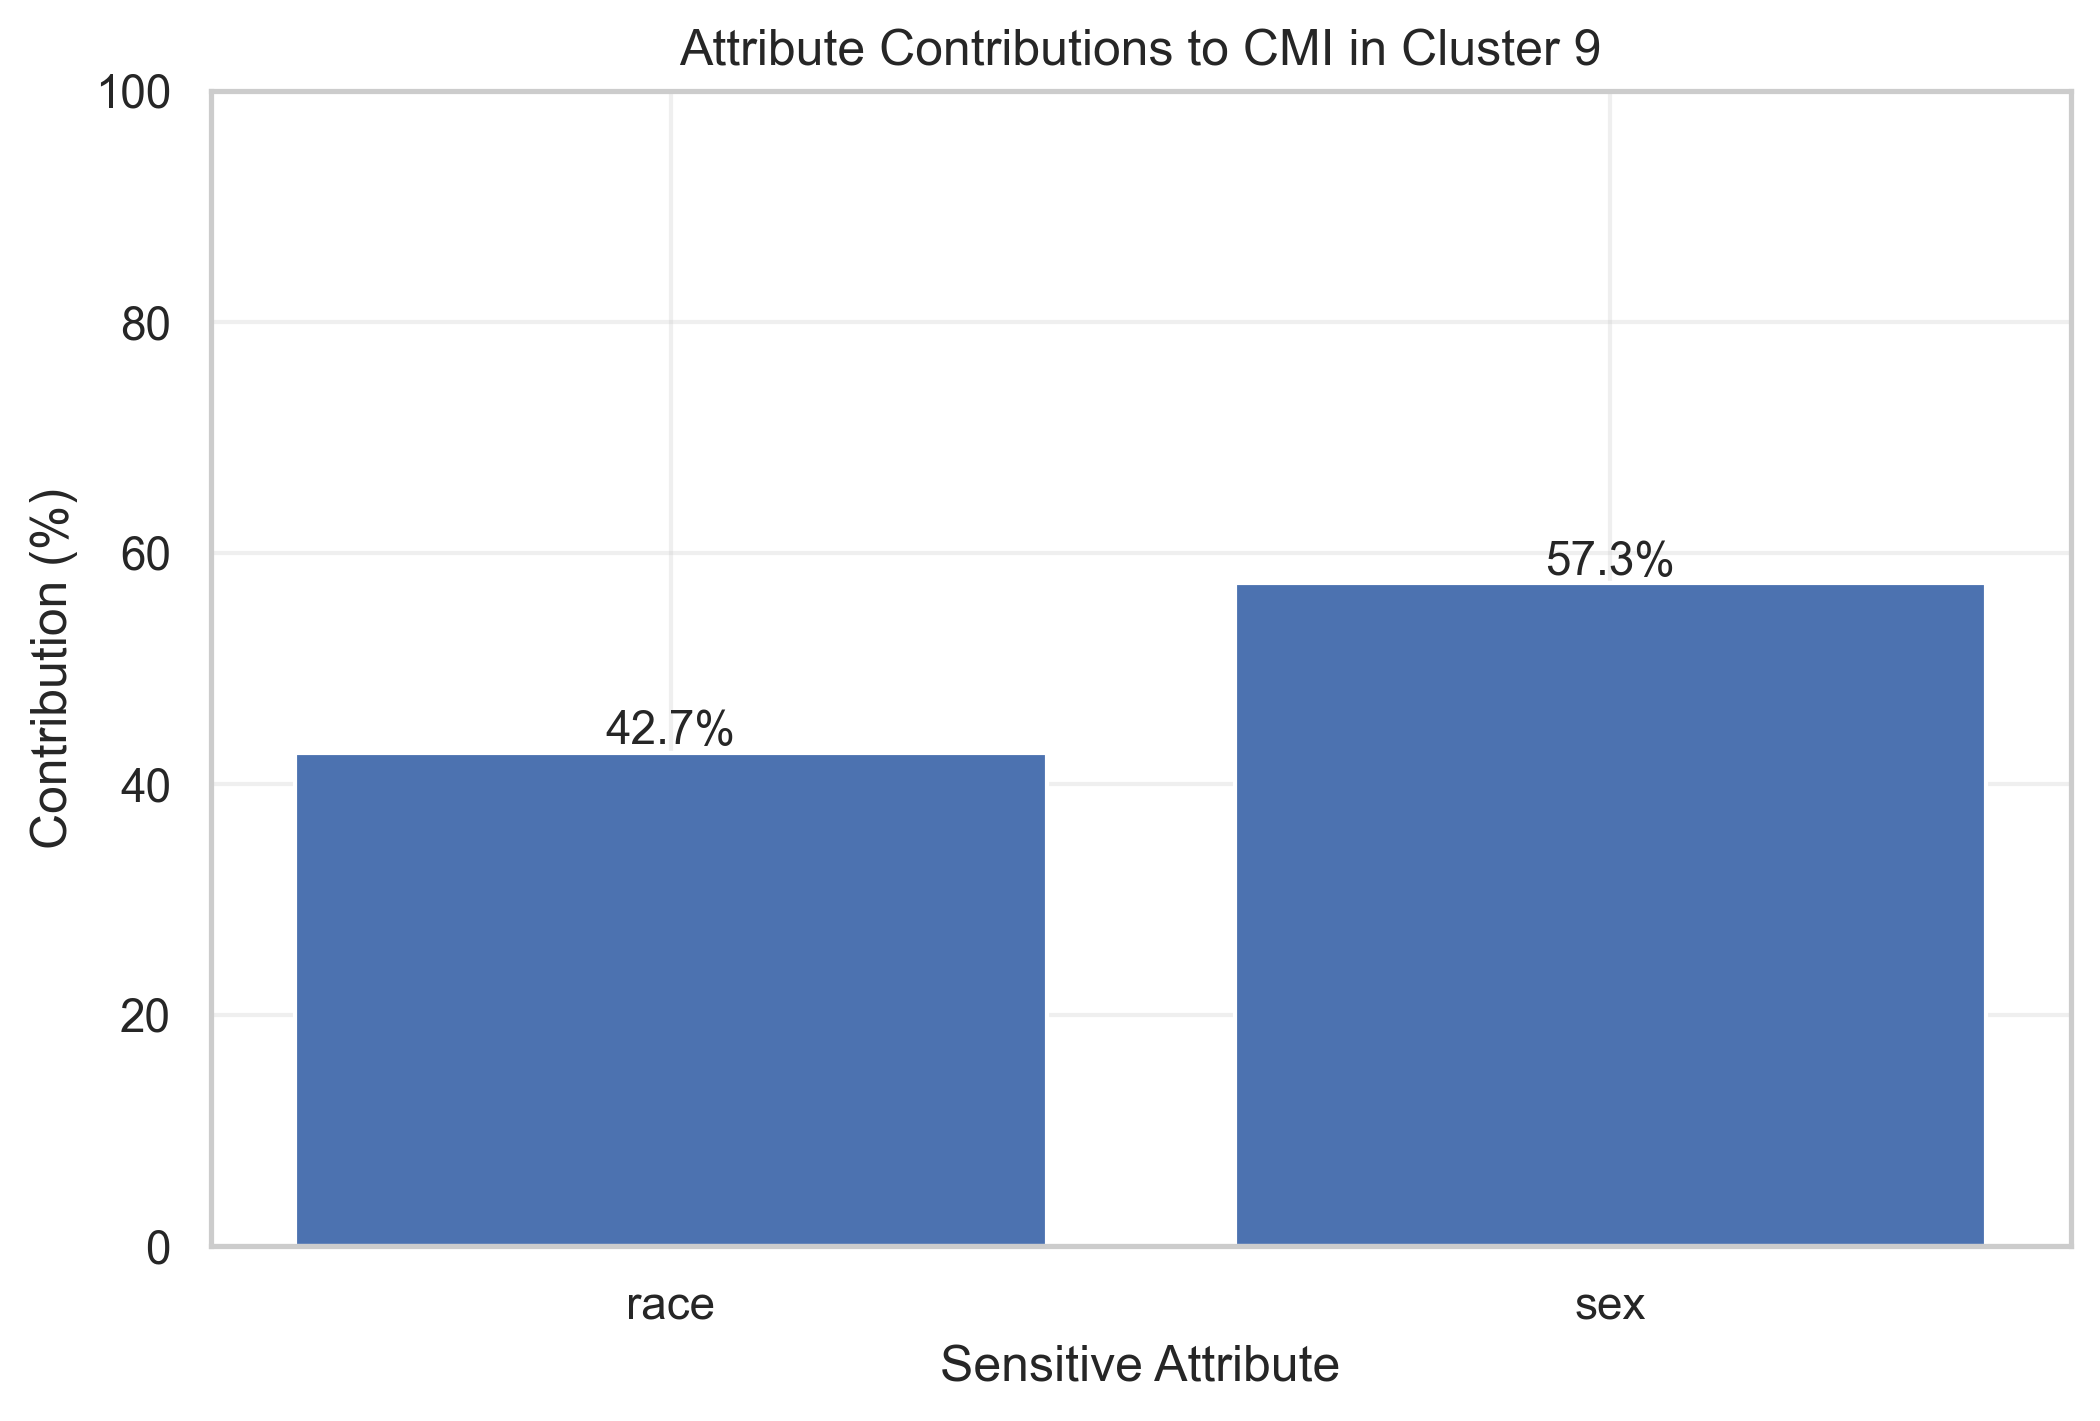 Attribute Contributions to CMI in Cluster 9
100
80
60
40
20
0
Contribution (%)
42.7%
57.3%
race
sex
Sensitive Attribute